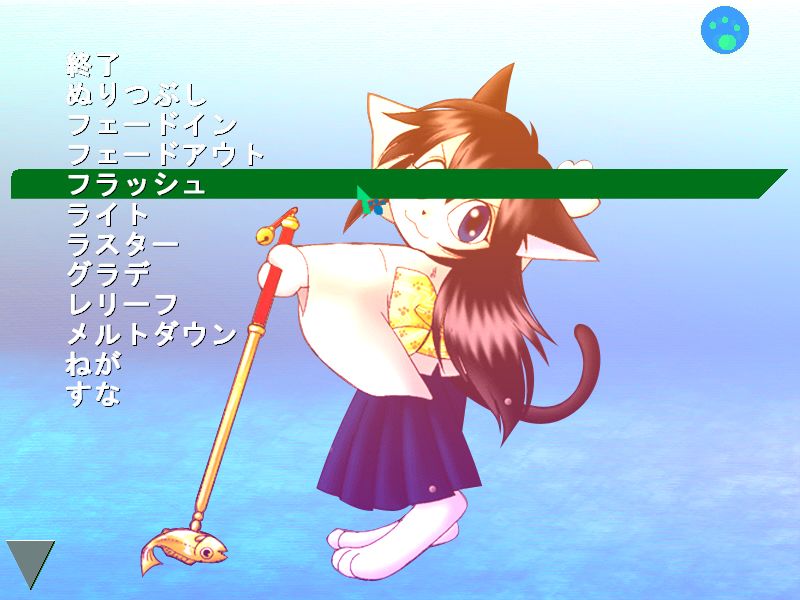 終了
ぬりつぶし
フェードイン
フェードアウト
フラッシュ
ライト
ラスター
グラデ
レリーフ
メルトダウン
ねが
すな